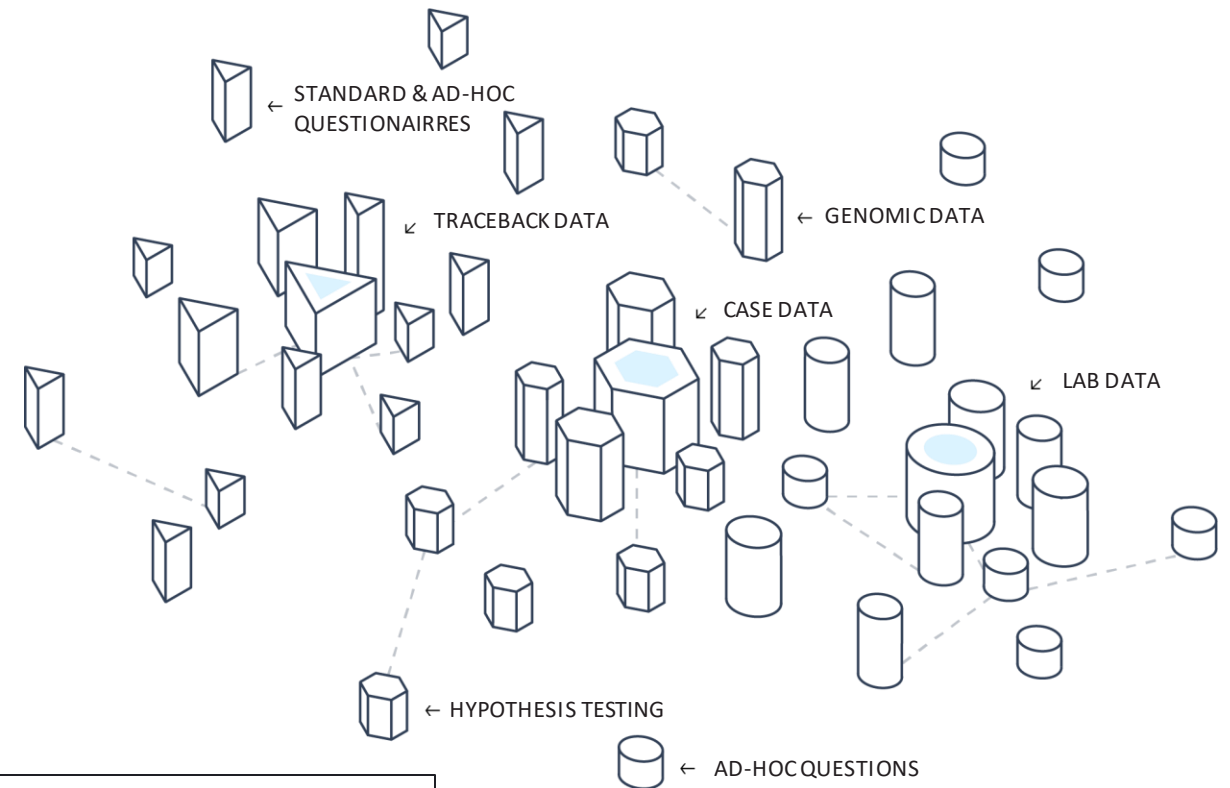 STANDARD & AD-HOC
QUESTIONAIRRES
TRACEBACK DATA
GENOMIC DATA
CASE DATA
LAB DATA
HYPOTHESIS TESTING
AD-HOC QUESTIONS